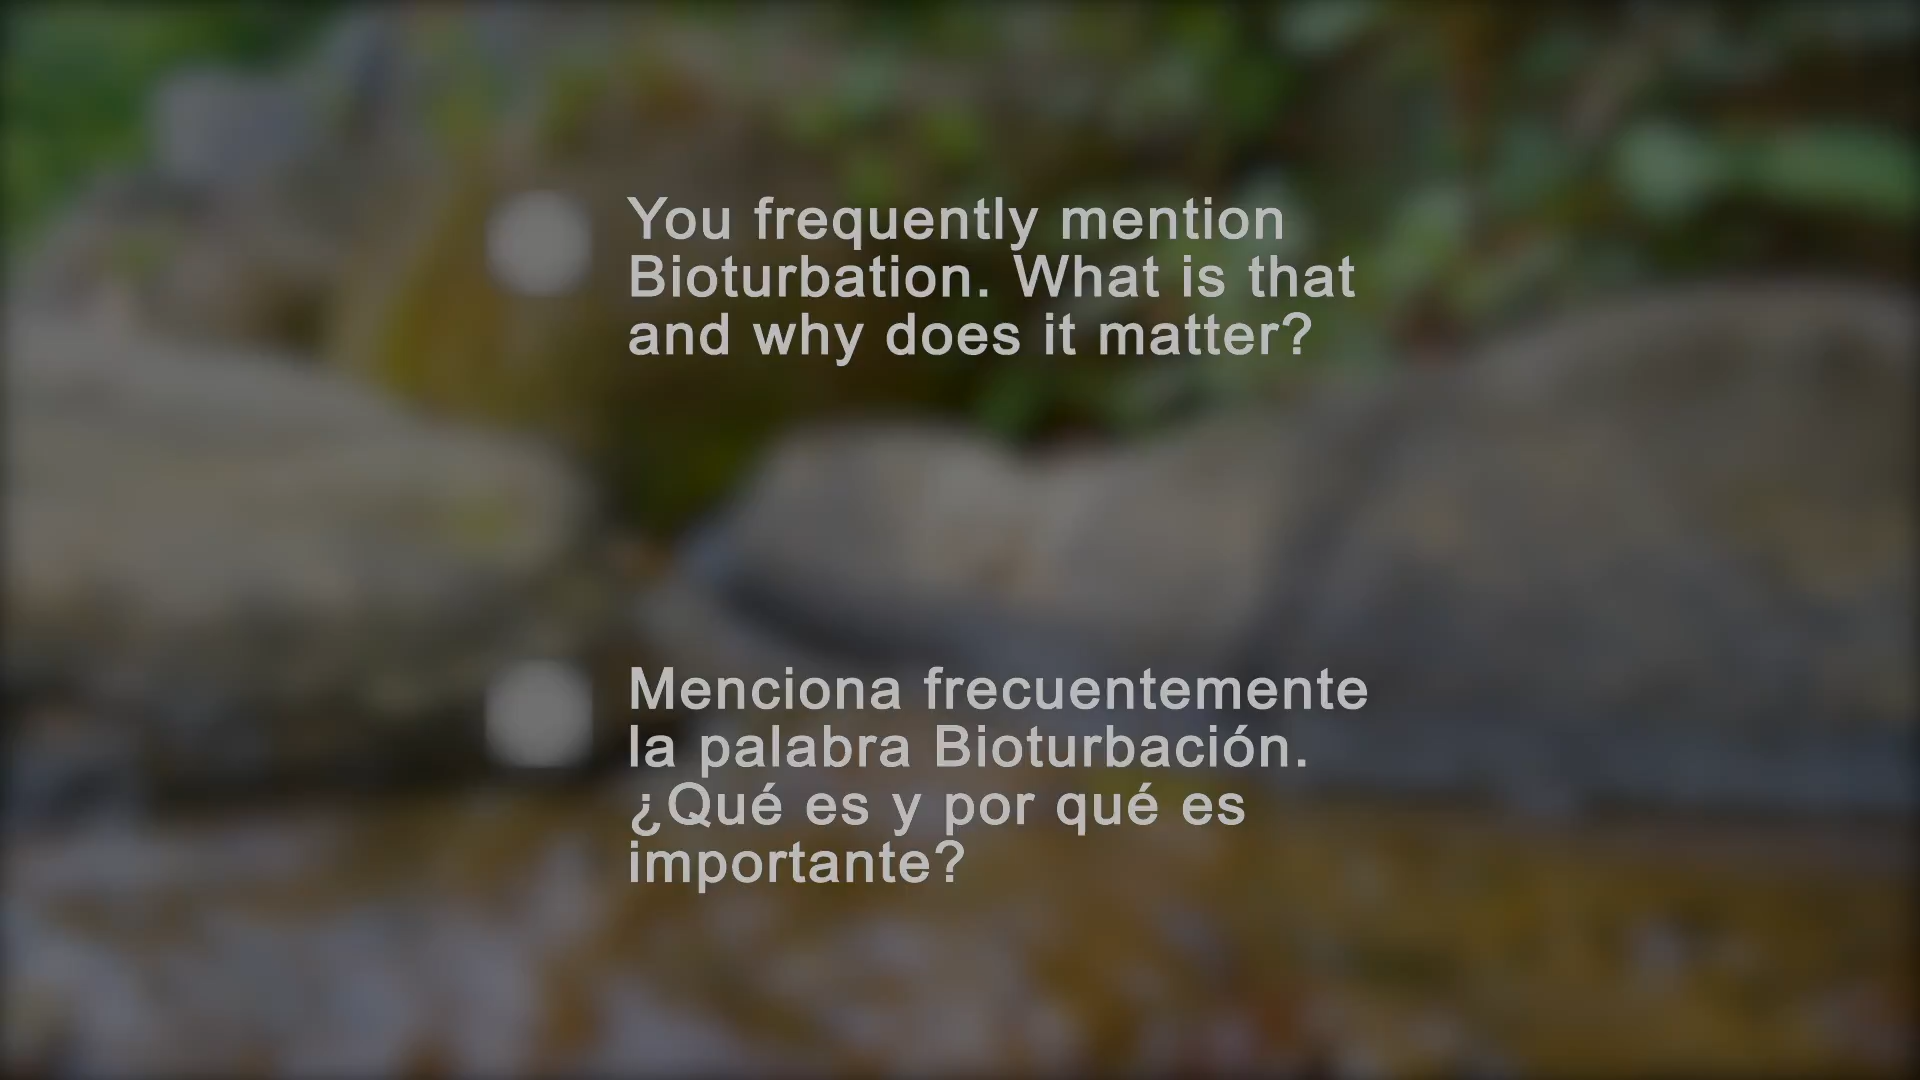 You frequently mention
Bioturbation. What is that
and why does it matter?
Menciona frecuentemente
la palabra Bioturbación.
¿Qué es y por qué es
importante?